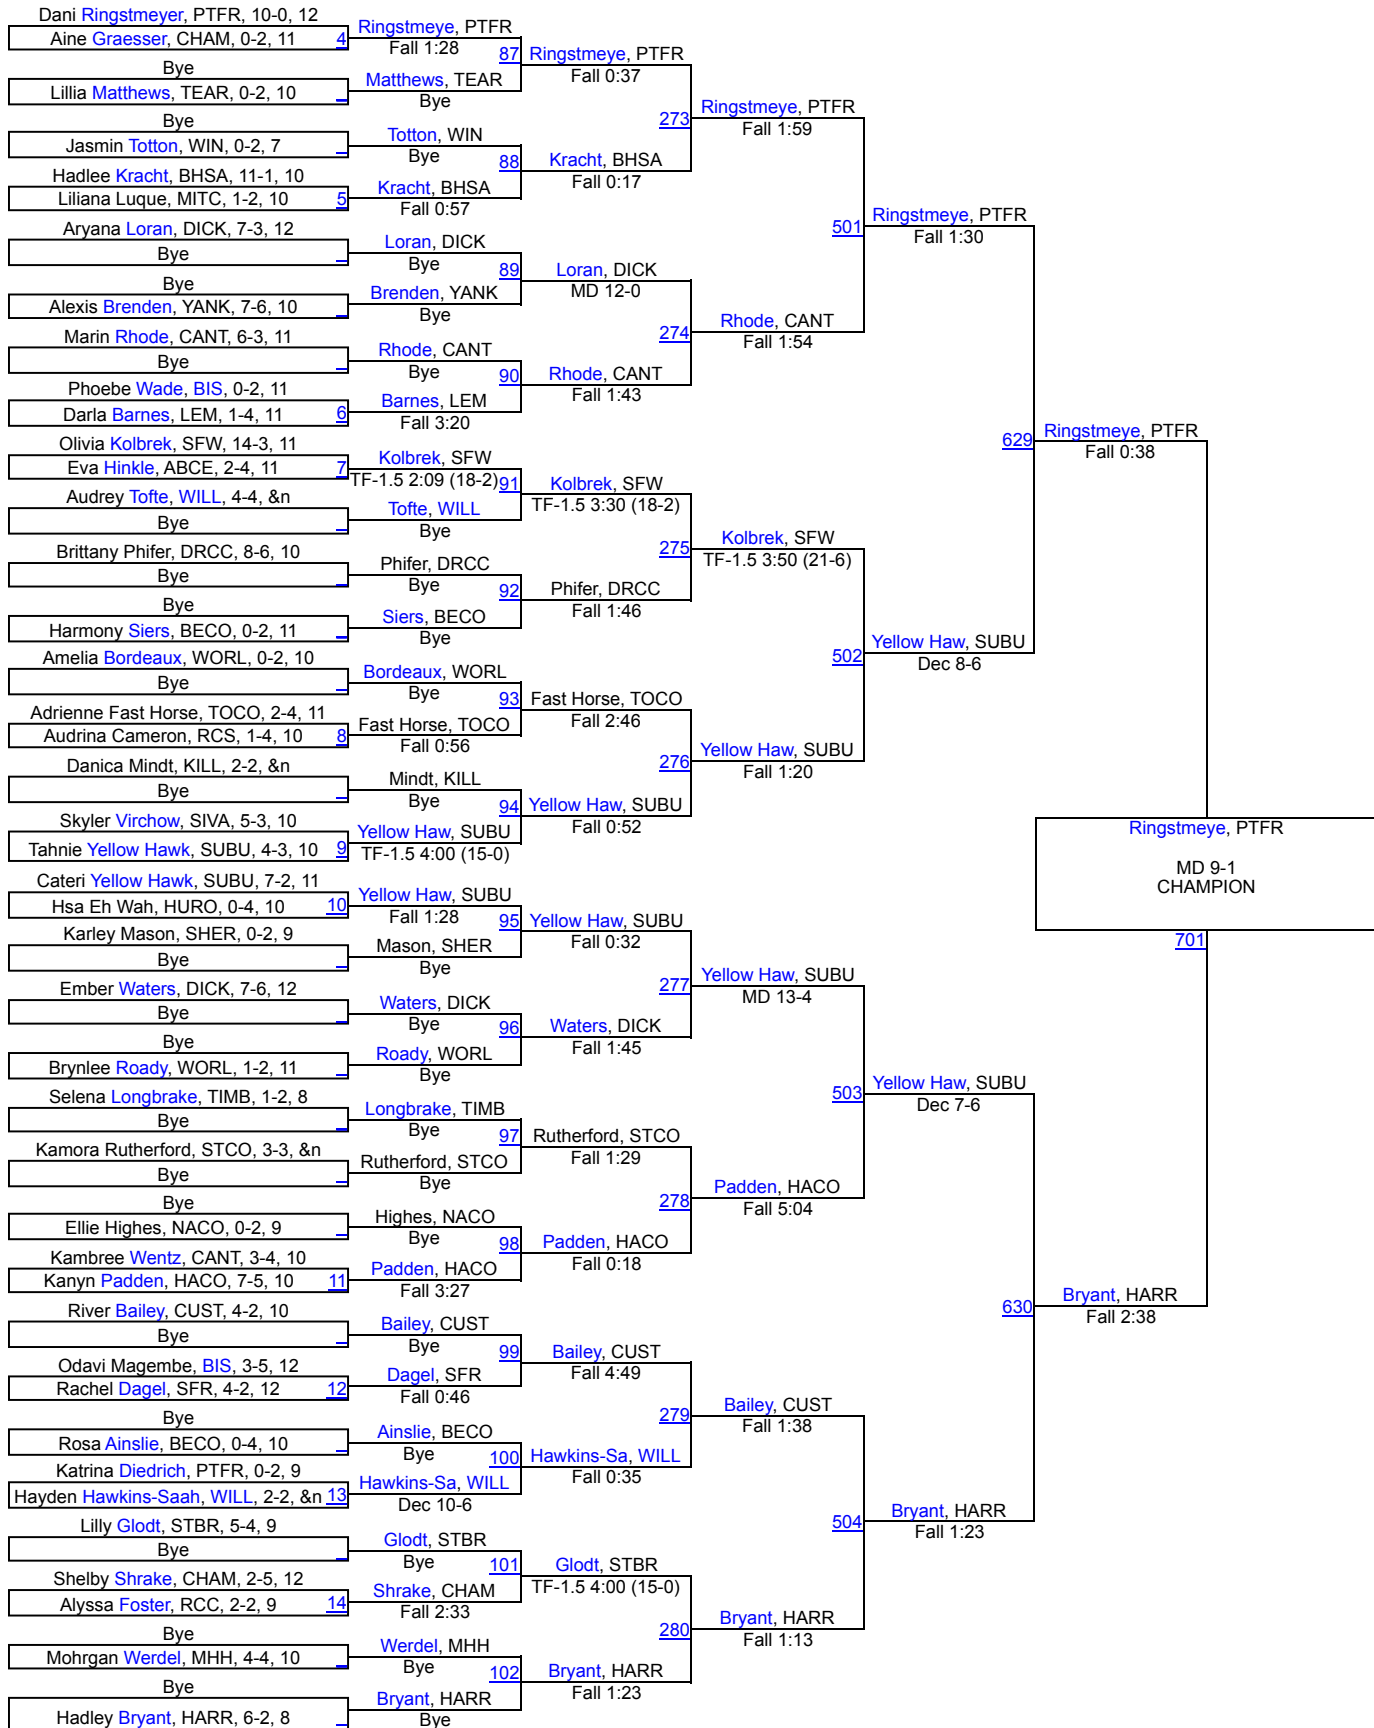 Dani Ringstmeyer, PTFR, 10-0, 12
Aine Graesser, CHAM, 0-2, 11
4
Bye
Lillia Matthews, TEAR, 0-2, 10
Bye
Jasmin Totton, WIN, 0-2, 7
Hadlee Kracht, BHSA, 11-1, 10
Liliana Luque, MITC, 1-2, 10
5
Aryana Loran, DICK, 7-3, 12
Bye
Bye
Alexis Brenden, YANK, 7-6, 10
Marin Rhode, CANT, 6-3, 11
Bye
Phoebe Wade, BIS, 0-2, 11
Darla Barnes, LEM, 1-4, 11
6
Olivia Kolbrek, SFW, 14-3, 11
Eva Hinkle, ABCE, 2-4, 11
7
Audrey Tofte, WILL, 4-4, &n
Bye
Brittany Phifer, DRCC, 8-6, 10
Bye
Bye
Harmony Siers, BECO, 0-2, 11
Amelia Bordeaux, WORL, 0-2, 10
Bye
Adrienne Fast Horse, TOCO, 2-4, 11
Audrina Cameron, RCS, 1-4, 10
8
Danica Mindt, KILL, 2-2, &n
Bye
Skyler Virchow, SIVA, 5-3, 10
Tahnie Yellow Hawk, SUBU, 4-3, 10
9
Cateri Yellow Hawk, SUBU, 7-2, 11
Hsa Eh Wah, HURO, 0-4, 10
10
Karley Mason, SHER, 0-2, 9
Bye
Ember Waters, DICK, 7-6, 12
Bye
Bye
Brynlee Roady, WORL, 1-2, 11
Selena Longbrake, TIMB, 1-2, 8
Bye
Kamora Rutherford, STCO, 3-3, &n
Bye
Bye
Ellie Highes, NACO, 0-2, 9
Kambree Wentz, CANT, 3-4, 10
Kanyn Padden, HACO, 7-5, 10
11
River Bailey, CUST, 4-2, 10
Bye
Odavi Magembe, BIS, 3-5, 12
Rachel Dagel, SFR, 4-2, 12
12
Bye
Rosa Ainslie, BECO, 0-4, 10
Katrina Diedrich, PTFR, 0-2, 9
Hayden Hawkins-Saah, WILL, 2-2, &n
13
Lilly Glodt, STBR, 5-4, 9
Bye
Shelby Shrake, CHAM, 2-5, 12
Alyssa Foster, RCC, 2-2, 9
14
Bye
Mohrgan Werdel, MHH, 4-4, 10
Bye
Hadley Bryant, HARR, 6-2, 8
Ringstmeye, PTFR
Fall 1:28
87
Matthews, TEAR
Bye
Totton, WIN
Bye
88
Kracht, BHSA
Fall 0:57
Loran, DICK
Bye
89
Brenden, YANK
Bye
Rhode, CANT
Bye
90
Barnes, LEM
Fall 3:20
Kolbrek, SFW
TF-1.5 2:09 (18-2)
91
Tofte, WILL
Bye
Phifer, DRCC
Bye
92
Siers, BECO
Bye
Bordeaux, WORL
Bye
93
Fast Horse, TOCO
Fall 0:56
Mindt, KILL
Bye
94
Yellow Haw, SUBU
TF-1.5 4:00 (15-0)
Yellow Haw, SUBU
Fall 1:28
95
Mason, SHER
Bye
Waters, DICK
Bye
96
Roady, WORL
Bye
Longbrake, TIMB
Bye
97
Rutherford, STCO
Bye
Highes, NACO
Bye
98
Padden, HACO
Fall 3:27
Bailey, CUST
Bye
99
Dagel, SFR
Fall 0:46
Ainslie, BECO
Bye
100
Hawkins-Sa, WILL
Dec 10-6
Glodt, STBR
Bye
101
Shrake, CHAM
Fall 2:33
Werdel, MHH
Bye
102
Bryant, HARR
Bye
Ringstmeye, PTFR
Fall 0:37
273
Kracht, BHSA
Fall 0:17
Loran, DICK
MD 12-0
274
Rhode, CANT
Fall 1:43
Kolbrek, SFW
TF-1.5 3:30 (18-2)
275
Phifer, DRCC
Fall 1:46
Fast Horse, TOCO
Fall 2:46
276
Yellow Haw, SUBU
Fall 0:52
Yellow Haw, SUBU
Fall 0:32
277
Waters, DICK
Fall 1:45
Rutherford, STCO
Fall 1:29
278
Padden, HACO
Fall 0:18
Bailey, CUST
Fall 4:49
279
Hawkins-Sa, WILL
Fall 0:35
Glodt, STBR
TF-1.5 4:00 (15-0)
280
Bryant, HARR
Fall 1:23
Ringstmeye, PTFR
Fall 1:59
501
Rhode, CANT
Fall 1:54
Kolbrek, SFW
TF-1.5 3:50 (21-6)
502
Yellow Haw, SUBU
Fall 1:20
Yellow Haw, SUBU
MD 13-4
503
Padden, HACO
Fall 5:04
Bailey, CUST
Fall 1:38
504
Bryant, HARR
Fall 1:13
Ringstmeye, PTFR
Fall 1:30
629
Yellow Haw, SUBU
Dec 8-6
Yellow Haw, SUBU
Dec 7-6
630
Bryant, HARR
Fall 1:23
Ringstmeye, PTFR
Fall 0:38
Bryant, HARR
Fall 2:38
Ringstmeye, PTFR
MD 9-1
CHAMPION
701